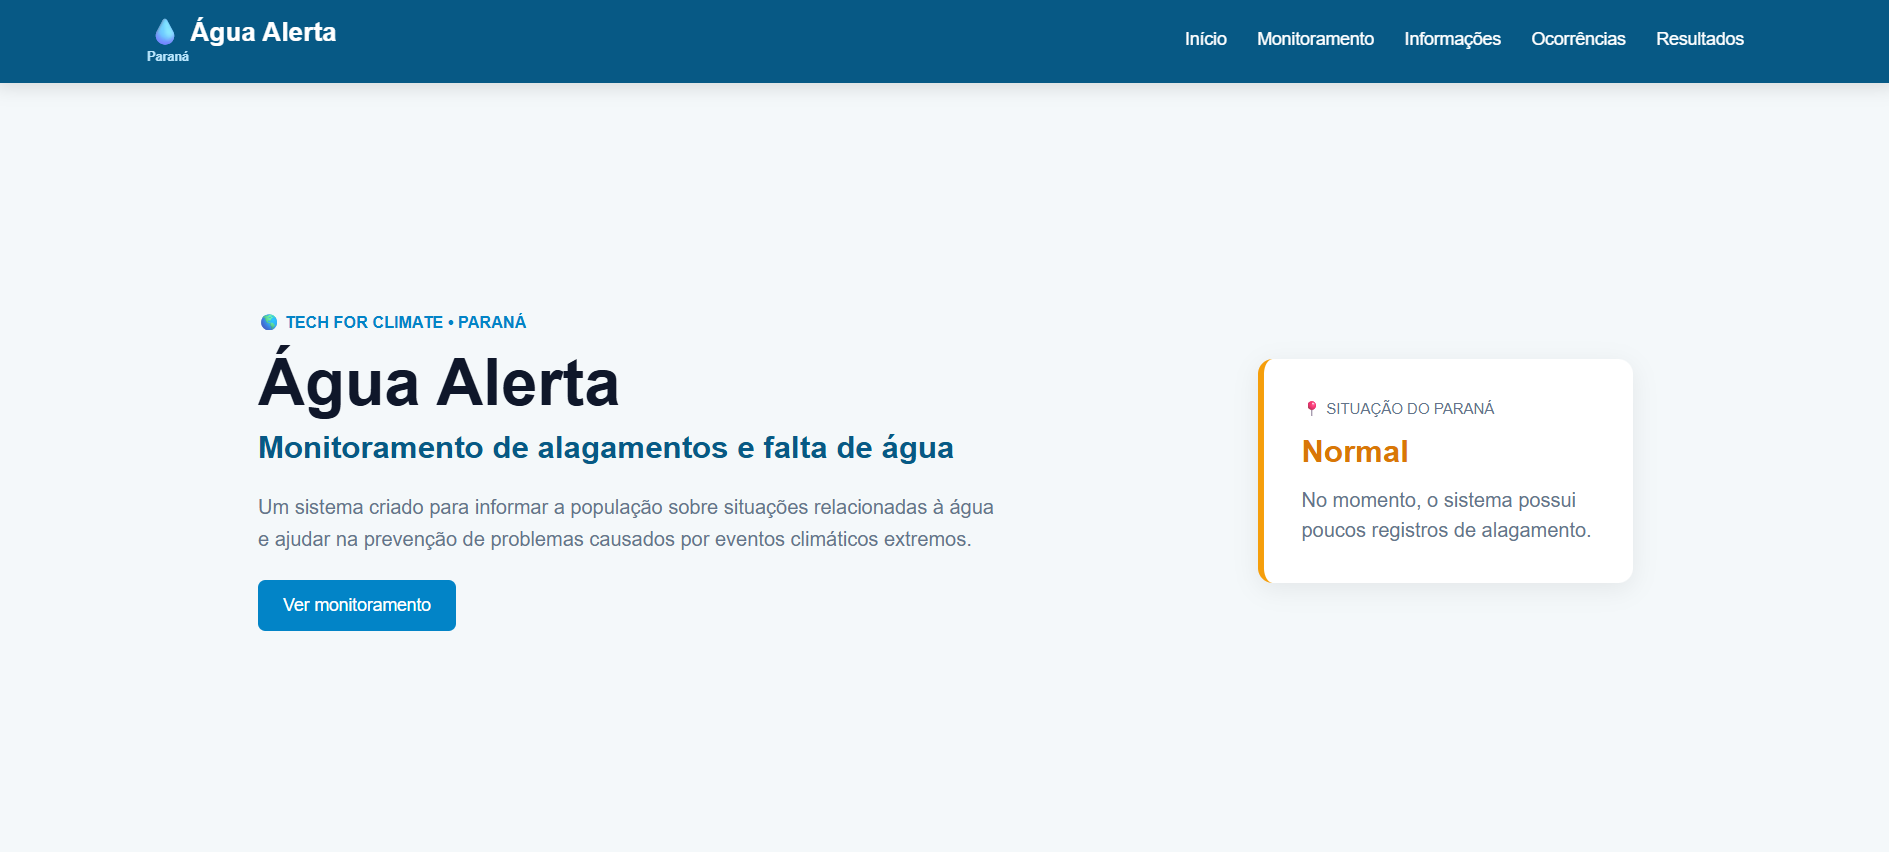 Água Alerta
Paraná
Início Monitoramento Informações Ocorrências Resultados
TECH FOR CLIMATE • PARANÁ
Água Alerta
Monitoramento de alagamentos e falta de água
Um sistema criado para informar a população sobre situações relacionadas à água
e ajudar na prevenção de problemas causados por eventos climáticos extremos.
Ver monitoramento
SITUAÇÃO DO PARANÁ
Normal
No momento, o sistema possui
poucos registros de alagamento.